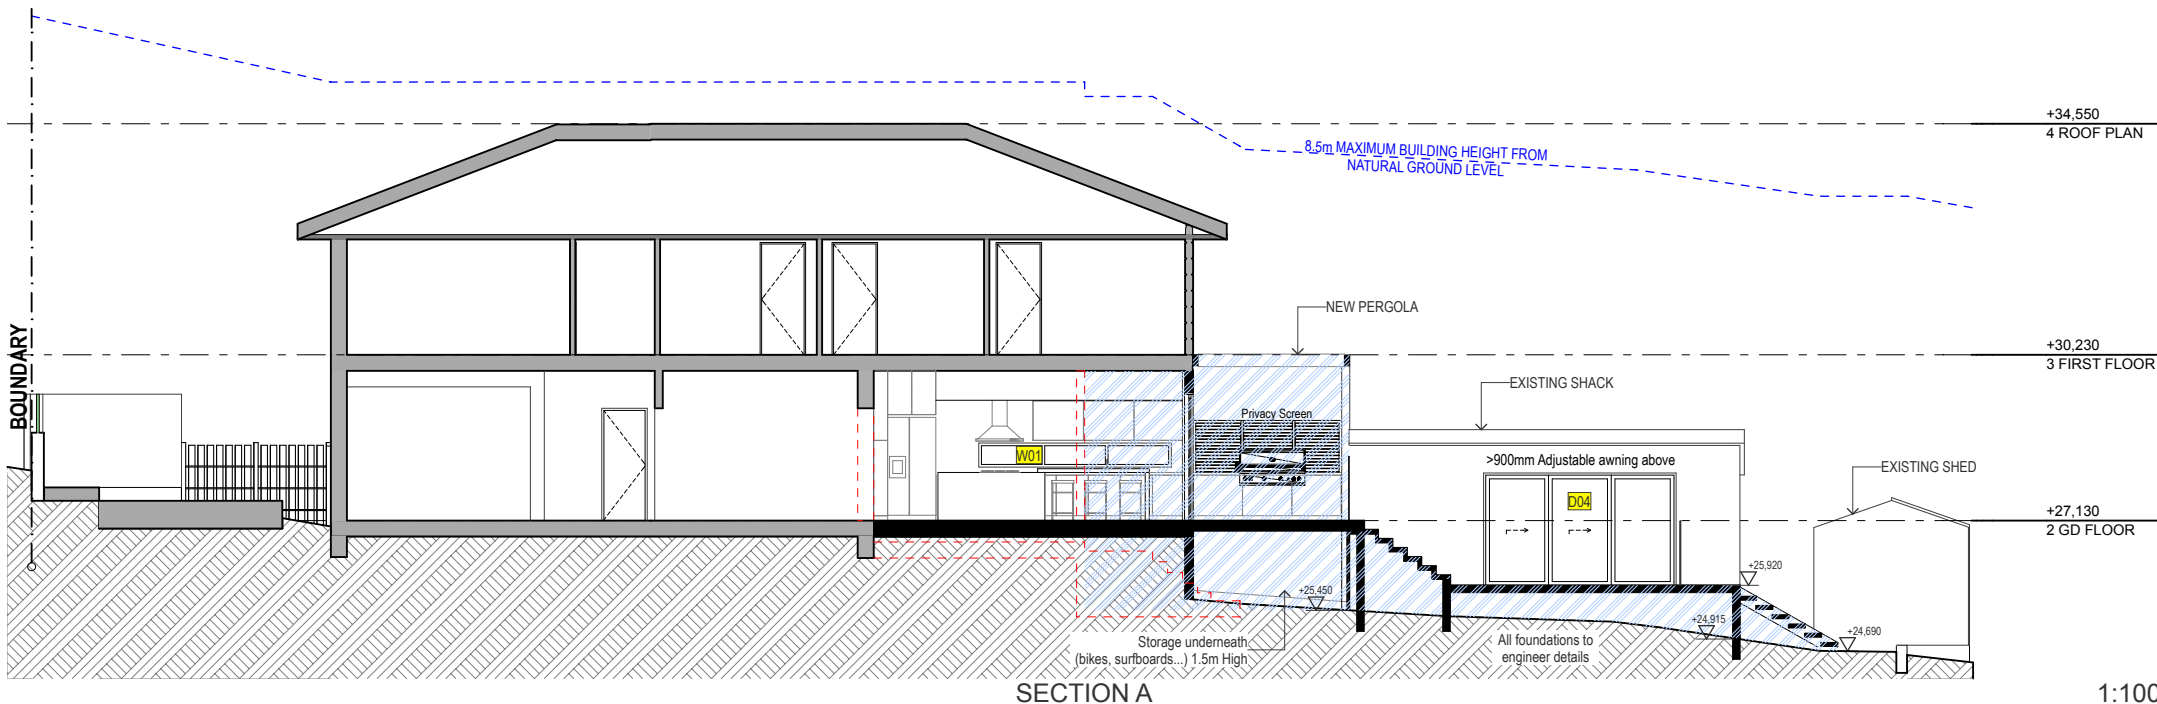 +34,550
4 ROOF PLAN
8.5m MAXIMUM BUILDING HEIGHT FROM
NATURAL GROUND LEVEL
NEW PERGOLA
BOUNDARY
+30,230
3 FIRST FLOOR
EXISTING SHACK
Privacy Screen
W01
>900mm Adjustable awning above
EXISTING SHED
D04
+27,130
2 GD FLOOR
+25,920
+25,450
+24,915
+24,690
Storage underneath
(bikes, surfboards...) 1.5m High
All foundations to
engineer details
SECTION A
1:100